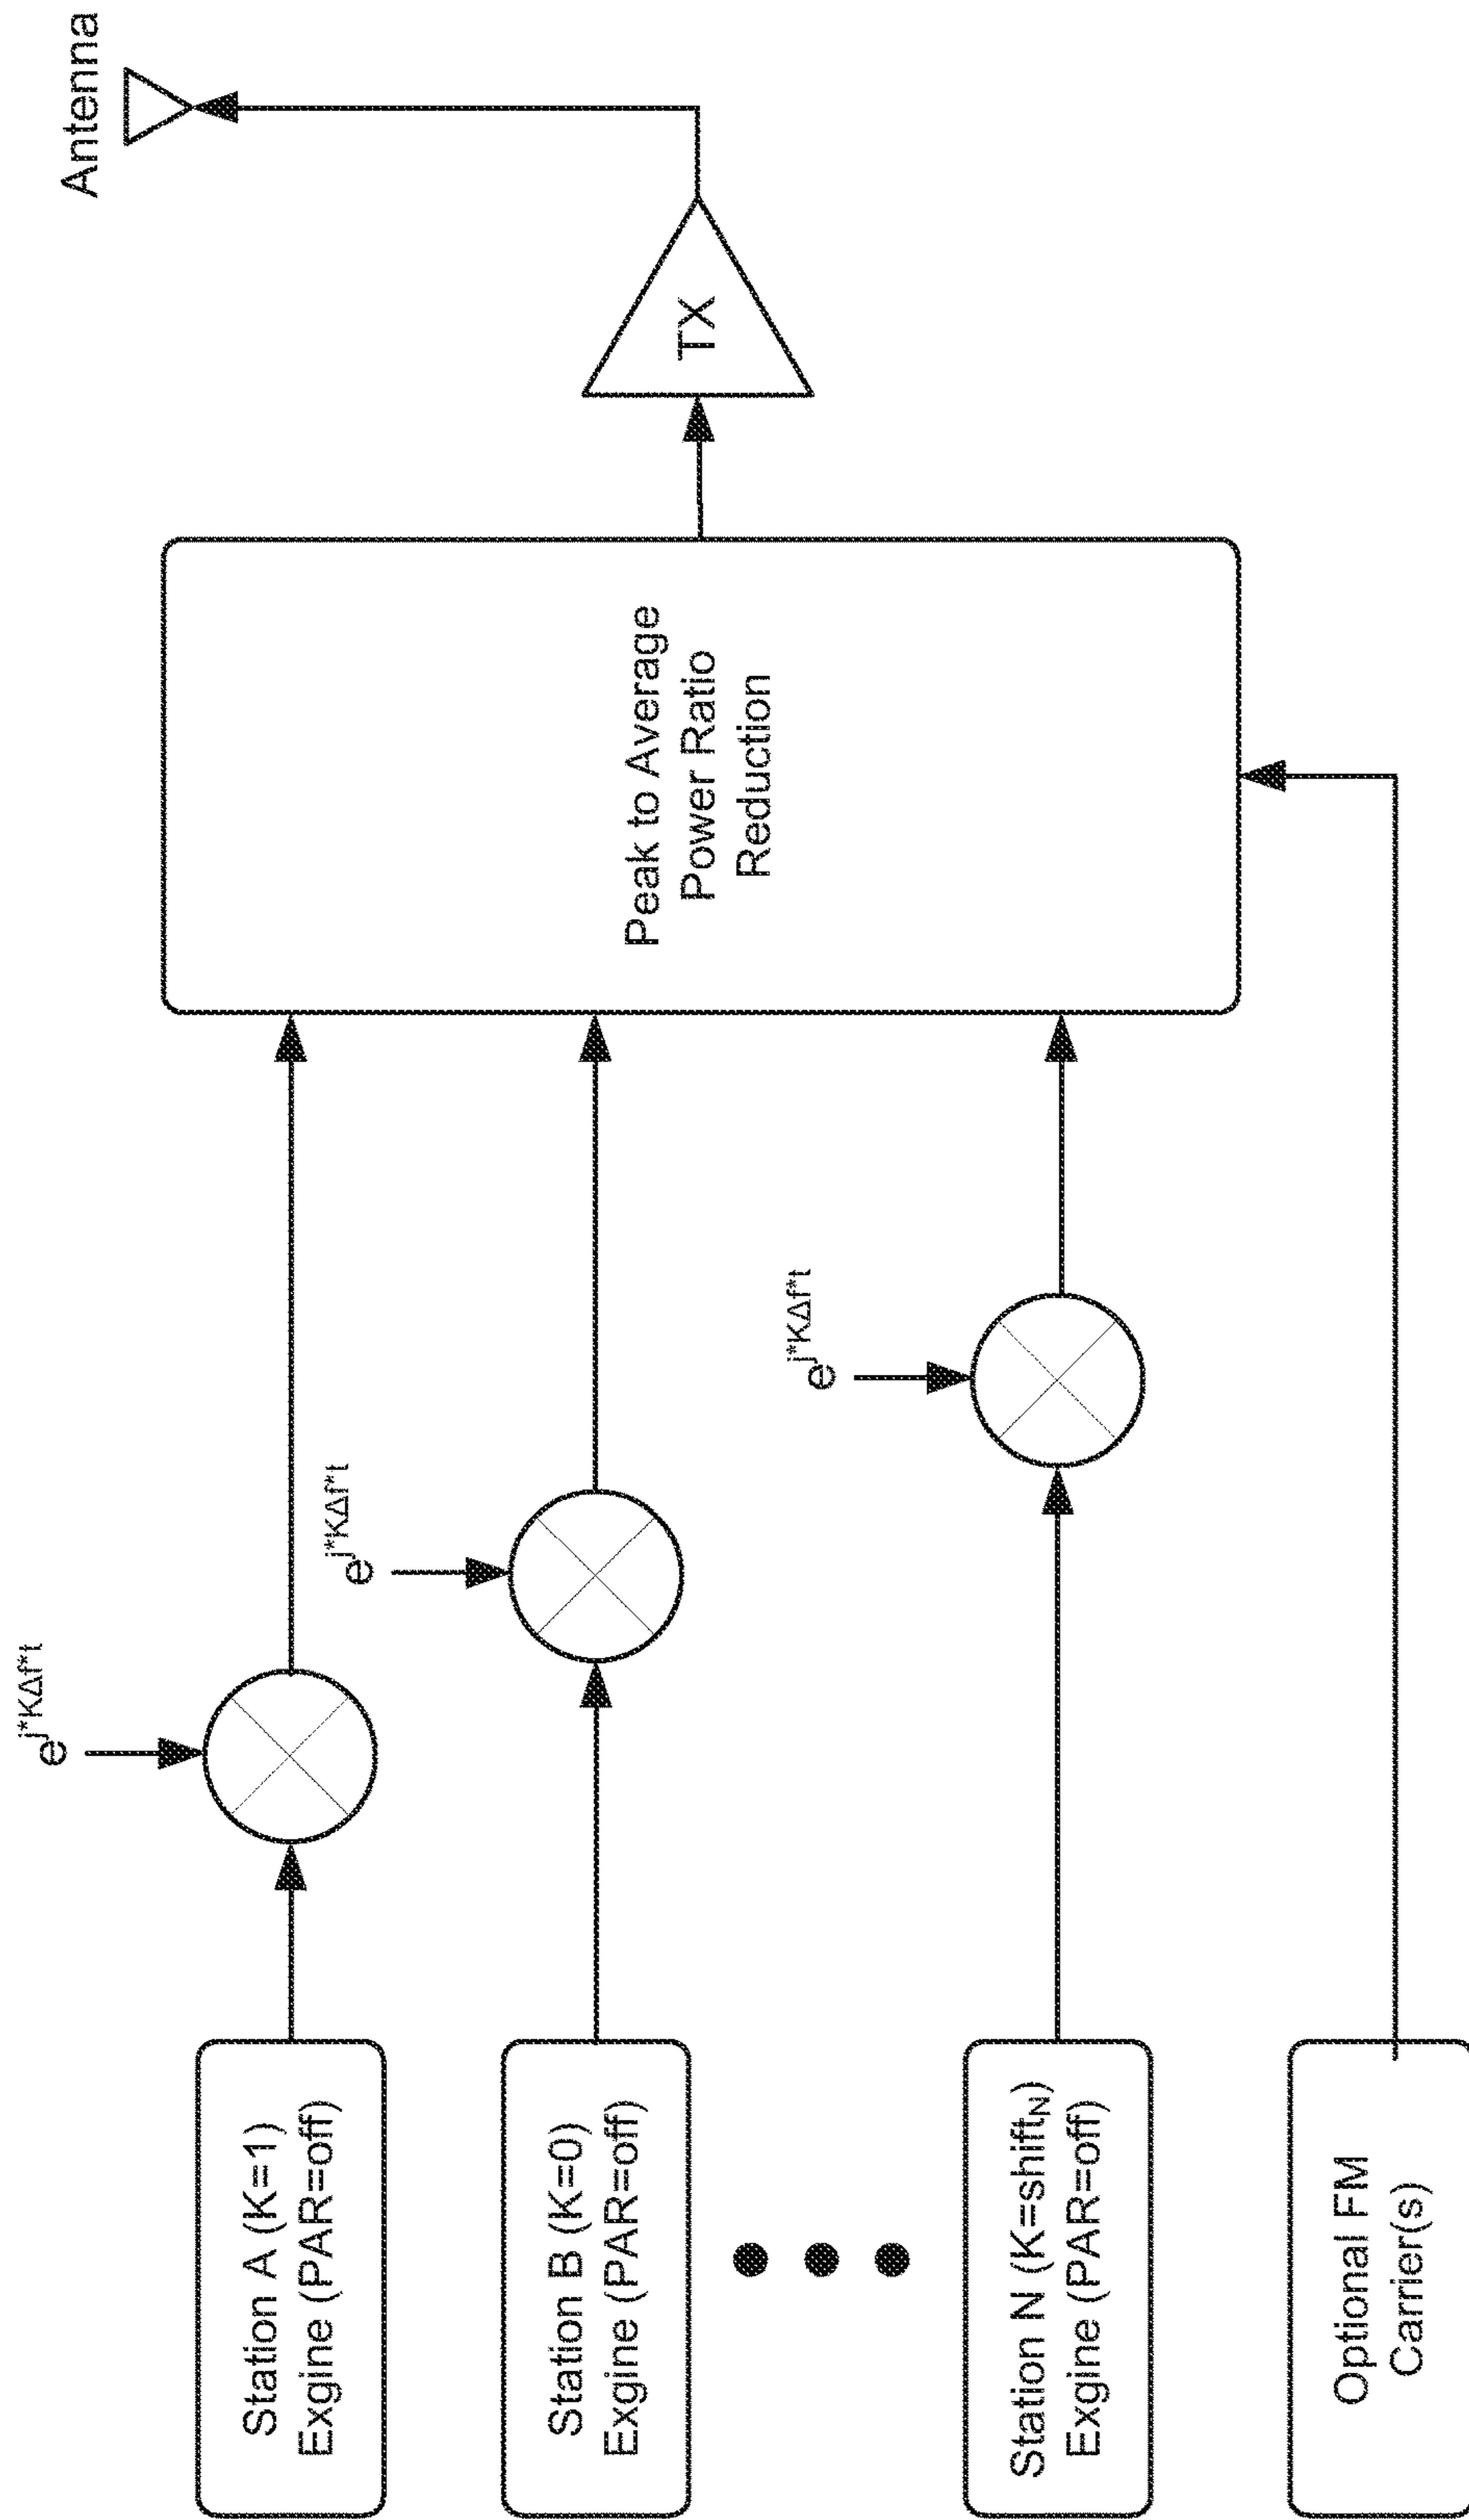 Station A (K=1)
Exgine (PAR=off)
e^j*KΔf*t
Station B (K=0)
Exgine (PAR=off)
e^j*KΔf*t
Station N (K=shift_N)
Exgine (PAR=off)
e^j*KΔf*t
Optional FM
Carrier(s)
Peak to Average
Power Ratio
Reduction
TX
Antenna